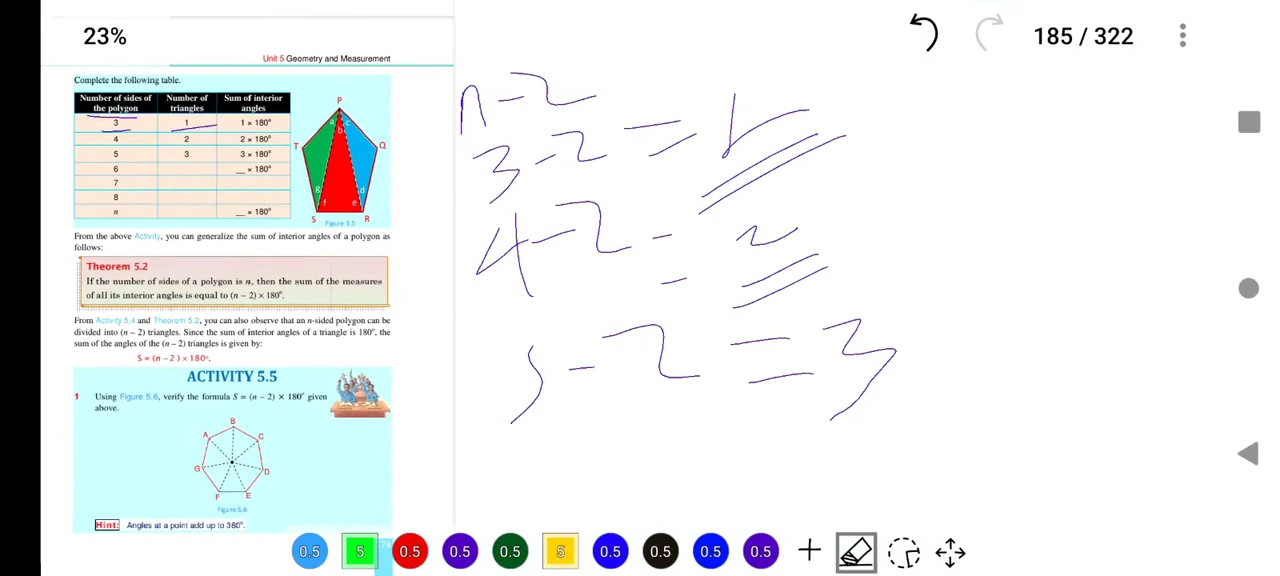 23%
185 / 322
Unit 5 Geometry and Measurement
Complete the following table.
Number of sides of the polygon Number of triangles Sum of interior angles
3 1 1 × 180°
4 2 2 × 180°
5 3 3 × 180°
6 __ × 180°
7
8
n __ × 180°
P
a b c
T Q
g d
f e
S R
Figure 5.5
From the above Activity, you can generalize the sum of interior angles of a polygon as
follows:
Theorem 5.2
If the number of sides of a polygon is n, then the sum of the measures
of all its interior angles is equal to (n – 2) × 180°.
From Activity 5.4 and Theorem 5.2, you can also observe that an n-sided polygon can be
divided into (n – 2) triangles. Since the sum of interior angles of a triangle is 180°, the
sum of the angles of the (n – 2) triangles is given by:
S = (n – 2 ) × 180°.
ACTIVITY 5.5
1 Using Figure 5.6, verify the formula S = (n – 2) × 180° given
above.
B
A C
G D
F E
Figure 5.6
Hint: Angles at a point add up to 360°.
n - 2
3 - 2 = 1
4 - 2 = 2
5 - 2 = 3
0.5 5 0.5 0.5 0.5 5 0.5 0.5 0.5 0.5